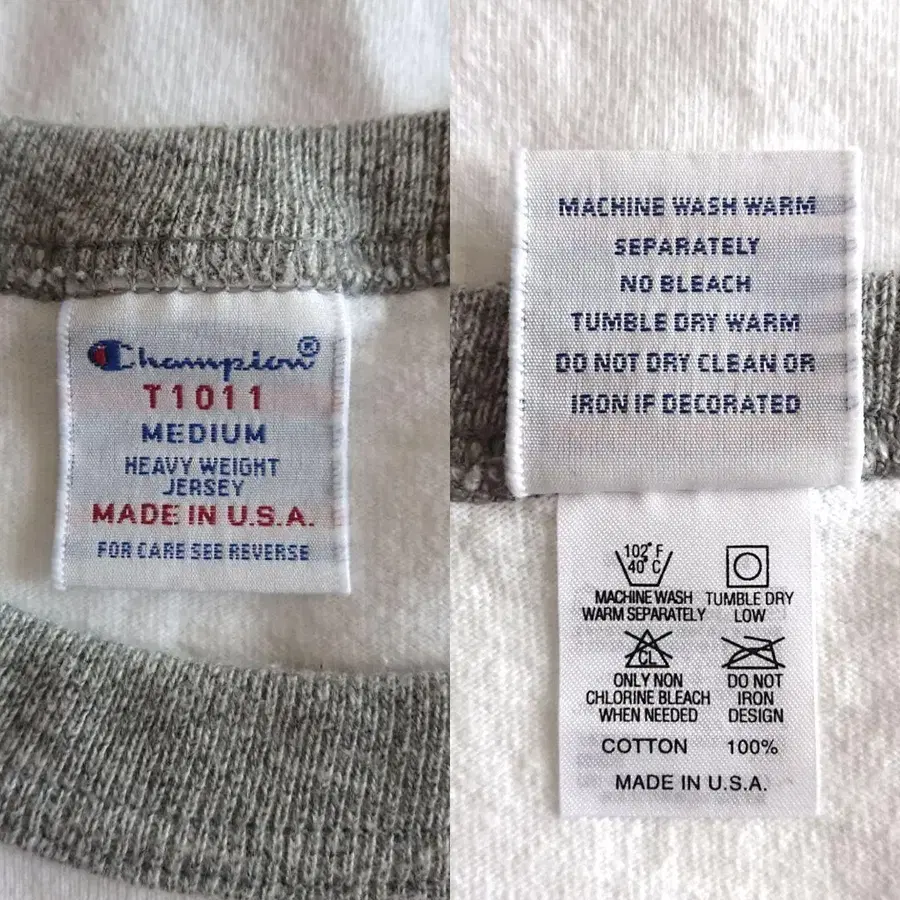 Champion®
T1011
MEDIUM
HEAVY WEIGHT
JERSEY
MADE IN U.S.A.
FOR CARE SEE REVERSE
MACHINE WASH WARM
SEPARATELY
NO BLEACH
TUMBLE DRY WARM
DO NOT DRY CLEAN OR
IRON IF DECORATED
102°F
40°C
MACHINE WASH
WARM SEPARATELY
TUMBLE DRY
LOW
CL
ONLY NON
CHLORINE BLEACH
WHEN NEEDED
DO NOT
IRON
DESIGN
COTTON 100%
MADE IN U.S.A.